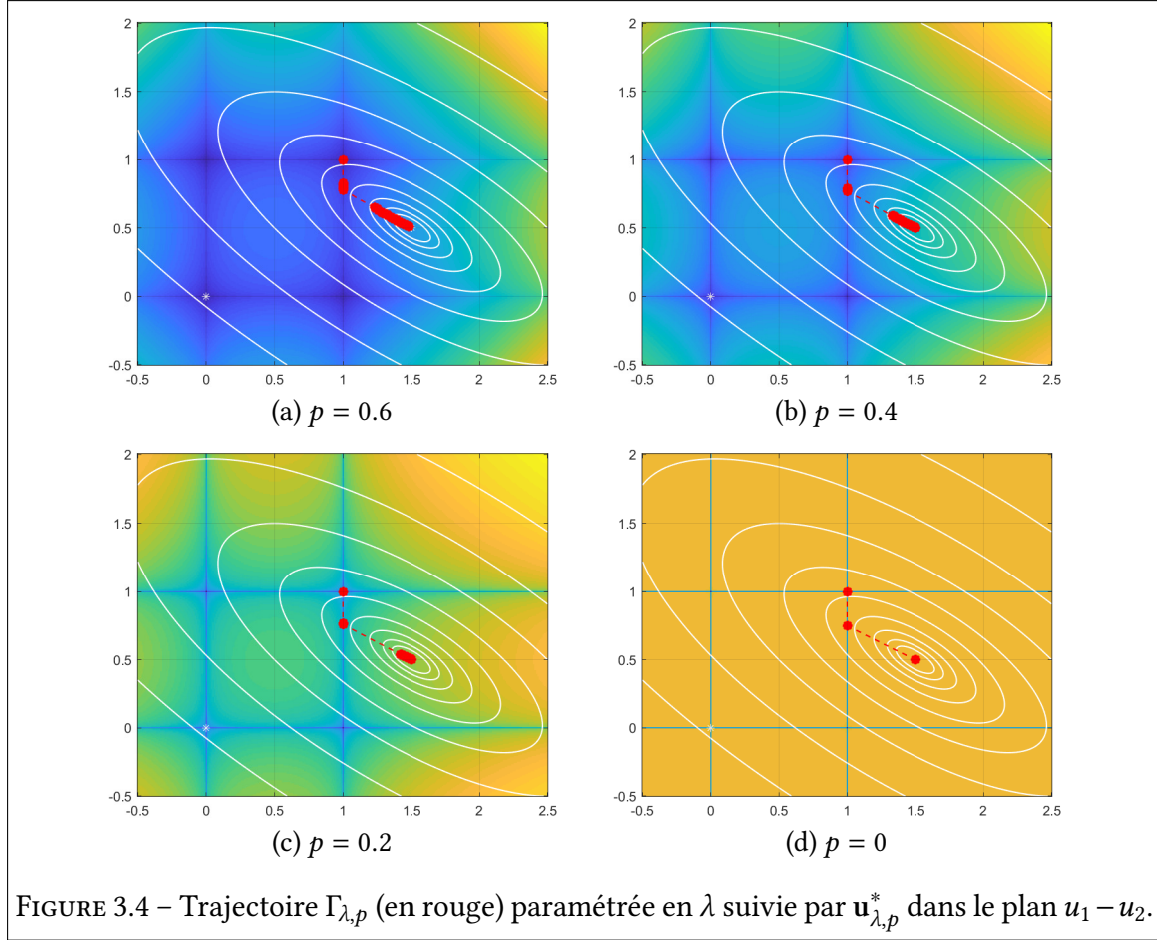 2
1.5
1
0.5
0
-0.5
-0.5 0 0.5 1 1.5 2 2.5
(a) p = 0.6
2
1.5
1
0.5
0
-0.5
-0.5 0 0.5 1 1.5 2 2.5
(b) p = 0.4
2
1.5
1
0.5
0
-0.5
-0.5 0 0.5 1 1.5 2 2.5
(c) p = 0.2
2
1.5
1
0.5
0
-0.5
-0.5 0 0.5 1 1.5 2 2.5
(d) p = 0
Figure 3.4 – Trajectoire Γλ,p (en rouge) paramétrée en λ suivie par u*λ,p dans le plan u₁ – u₂.